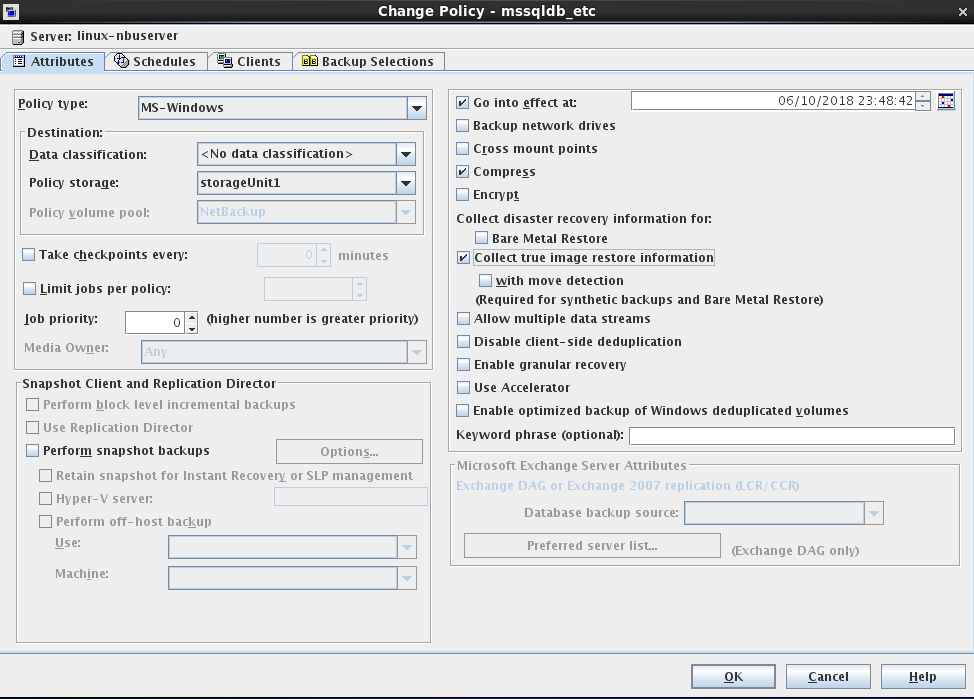 Change Policy - mssqldb_etc
Server: linux-nbuserver
Attributes
Schedules
Clients
Backup Selections
Policy type:
MS-Windows
Destination:
Data classification:
<No data classification>
Policy storage:
storageUnit1
Policy volume pool:
NetBackup
Take checkpoints every:
0
minutes
Limit jobs per policy:
Job priority:
0
(higher number is greater priority)
Media Owner:
Any
Snapshot Client and Replication Director
Perform block level incremental backups
Use Replication Director
Perform snapshot backups
Options...
Retain snapshot for Instant Recovery or SLP management
Hyper-V server:
Perform off-host backup
Use:
Machine:
Go into effect at:
06/10/2018 23:48:42
Backup network drives
Cross mount points
Compress
Encrypt
Collect disaster recovery information for:
Bare Metal Restore
Collect true image restore information
with move detection
(Required for synthetic backups and Bare Metal Restore)
Allow multiple data streams
Disable client-side deduplication
Enable granular recovery
Use Accelerator
Enable optimized backup of Windows deduplicated volumes
Keyword phrase (optional):
Microsoft Exchange Server Attributes
Exchange DAG or Exchange 2007 replication (LCR/CCR)
Database backup source:
Preferred server list...
(Exchange DAG only)
OK
Cancel
Help